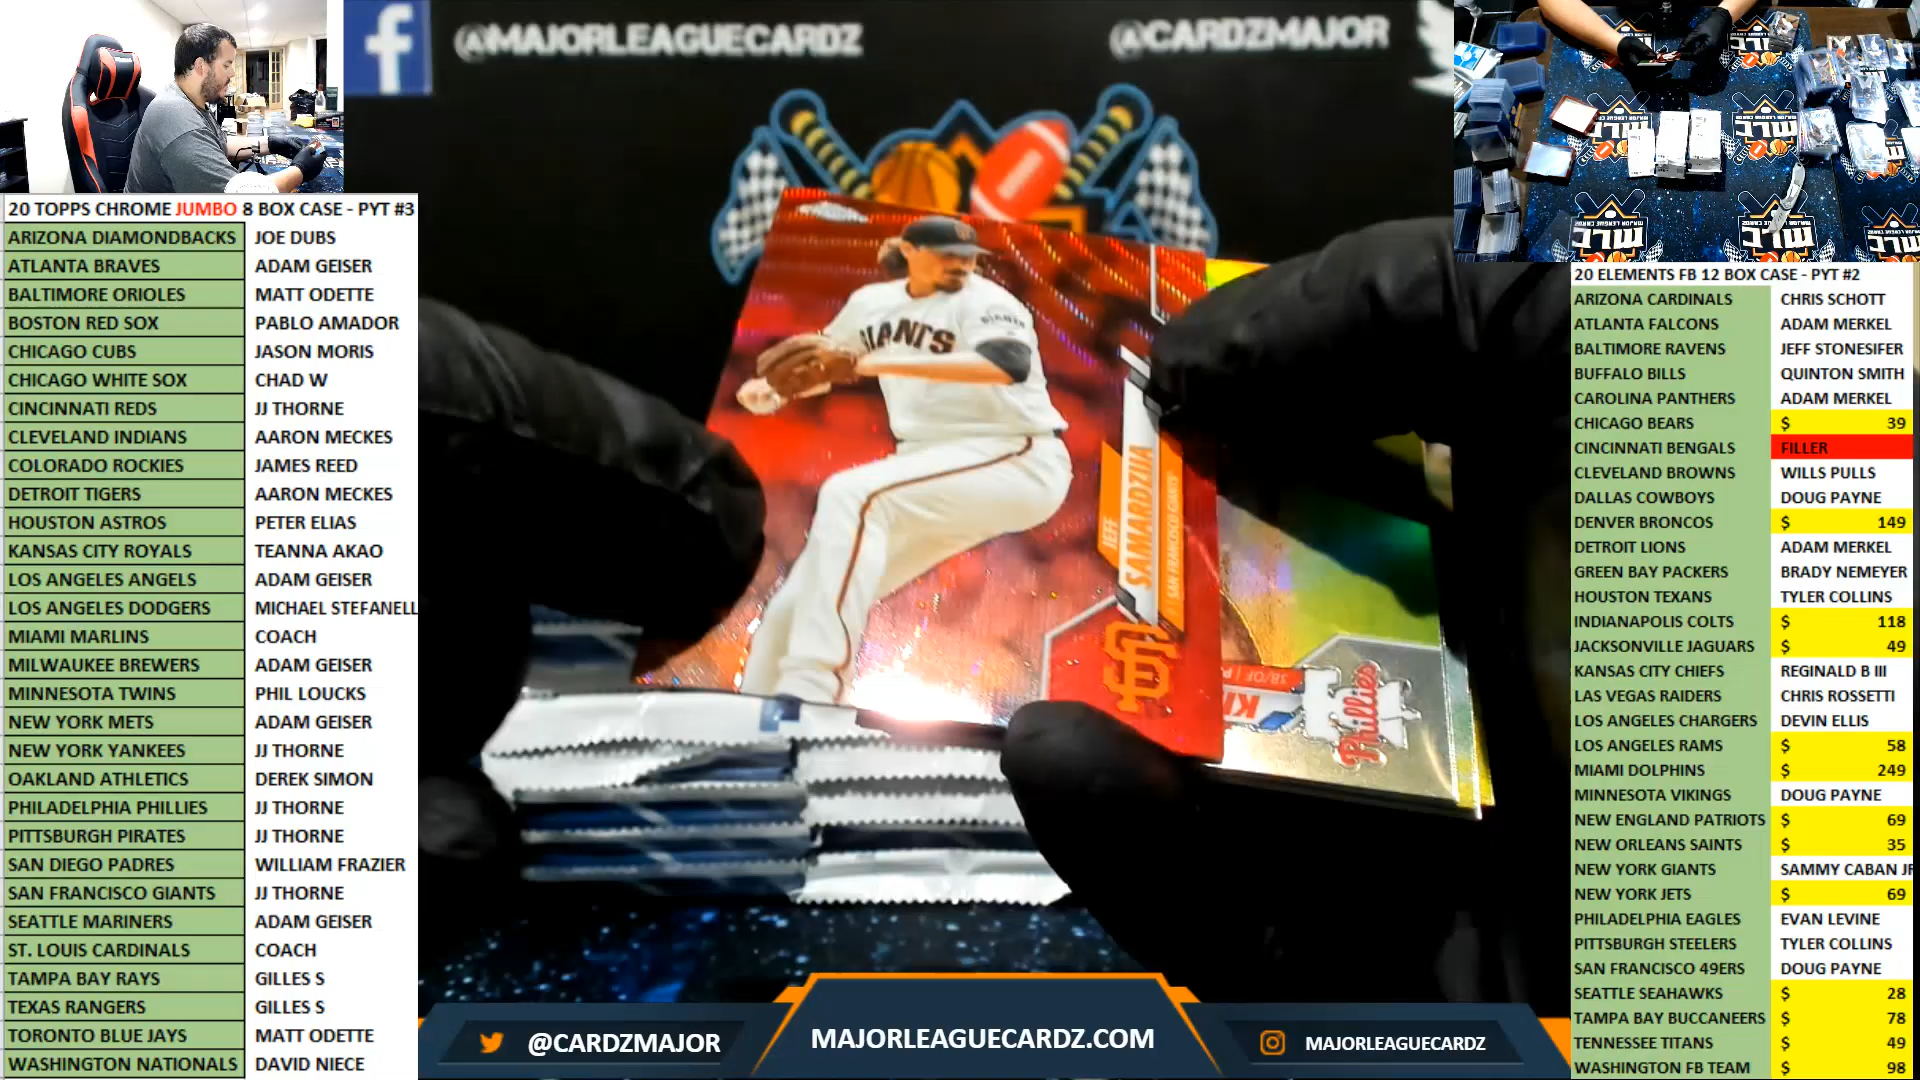 @MAJORLEAGUECARDZ
@CARDZMAJOR
20 TOPPS CHROME JUMBO 8 BOX CASE - PYT #3
ARIZONA DIAMONDBACKS JOE DUBS
ATLANTA BRAVES ADAM GEISER
BALTIMORE ORIOLES MATT ODETTE
BOSTON RED SOX PABLO AMADOR
CHICAGO CUBS JASON MORIS
CHICAGO WHITE SOX CHAD W
CINCINNATI REDS JJ THORNE
CLEVELAND INDIANS AARON MECKES
COLORADO ROCKIES JAMES REED
DETROIT TIGERS AARON MECKES
HOUSTON ASTROS PETER ELIAS
KANSAS CITY ROYALS TEANNA AKAO
LOS ANGELES ANGELS ADAM GEISER
LOS ANGELES DODGERS MICHAEL STEFANELL
MIAMI MARLINS COACH
MILWAUKEE BREWERS ADAM GEISER
MINNESOTA TWINS PHIL LOUCKS
NEW YORK METS ADAM GEISER
NEW YORK YANKEES JJ THORNE
OAKLAND ATHLETICS DEREK SIMON
PHILADELPHIA PHILLIES JJ THORNE
PITTSBURGH PIRATES JJ THORNE
SAN DIEGO PADRES WILLIAM FRAZIER
SAN FRANCISCO GIANTS JJ THORNE
SEATTLE MARINERS ADAM GEISER
ST. LOUIS CARDINALS COACH
TAMPA BAY RAYS GILLES S
TEXAS RANGERS GILLES S
TORONTO BLUE JAYS MATT ODETTE
WASHINGTON NATIONALS DAVID NIECE
GIANTS
GIANTS
JEFF
SAMARDZIJA
SAN FRANCISCO GIANTS
SF
KI
38/OF | P
Phillies
@CARDZMAJOR
MAJORLEAGUECARDZ.COM
MAJORLEAGUECARDZ
20 ELEMENTS FB 12 BOX CASE - PYT #2
ARIZONA CARDINALS CHRIS SCHOTT
ATLANTA FALCONS ADAM MERKEL
BALTIMORE RAVENS JEFF STONESIFER
BUFFALO BILLS QUINTON SMITH
CAROLINA PANTHERS ADAM MERKEL
CHICAGO BEARS $ 39
CINCINNATI BENGALS FILLER
CLEVELAND BROWNS WILLS PULLS
DALLAS COWBOYS DOUG PAYNE
DENVER BRONCOS $ 149
DETROIT LIONS ADAM MERKEL
GREEN BAY PACKERS BRADY NEMEYER
HOUSTON TEXANS TYLER COLLINS
INDIANAPOLIS COLTS $ 118
JACKSONVILLE JAGUARS $ 49
KANSAS CITY CHIEFS REGINALD B III
LAS VEGAS RAIDERS CHRIS ROSSETTI
LOS ANGELES CHARGERS DEVIN ELLIS
LOS ANGELES RAMS $ 58
MIAMI DOLPHINS $ 249
MINNESOTA VIKINGS DOUG PAYNE
NEW ENGLAND PATRIOTS $ 69
NEW ORLEANS SAINTS $ 35
NEW YORK GIANTS SAMMY CABAN JR
NEW YORK JETS $ 69
PHILADELPHIA EAGLES EVAN LEVINE
PITTSBURGH STEELERS TYLER COLLINS
SAN FRANCISCO 49ERS DOUG PAYNE
SEATTLE SEAHAWKS $ 28
TAMPA BAY BUCCANEERS $ 78
TENNESSEE TITANS $ 49
WASHINGTON FB TEAM $ 98